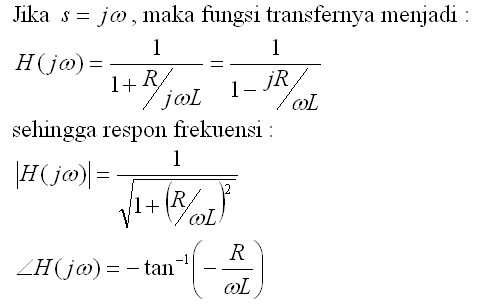 Jika s = jω , maka fungsi transfernya menjadi :
H(jω) = 1 / (1 + R/jωL) = 1 / (1 − jR/ωL)
sehingga respon frekuensi :
|H(jω)| = 1 / √(1 + (R/ωL)²)
∠H(jω) = −tan⁻¹(−R/ωL)